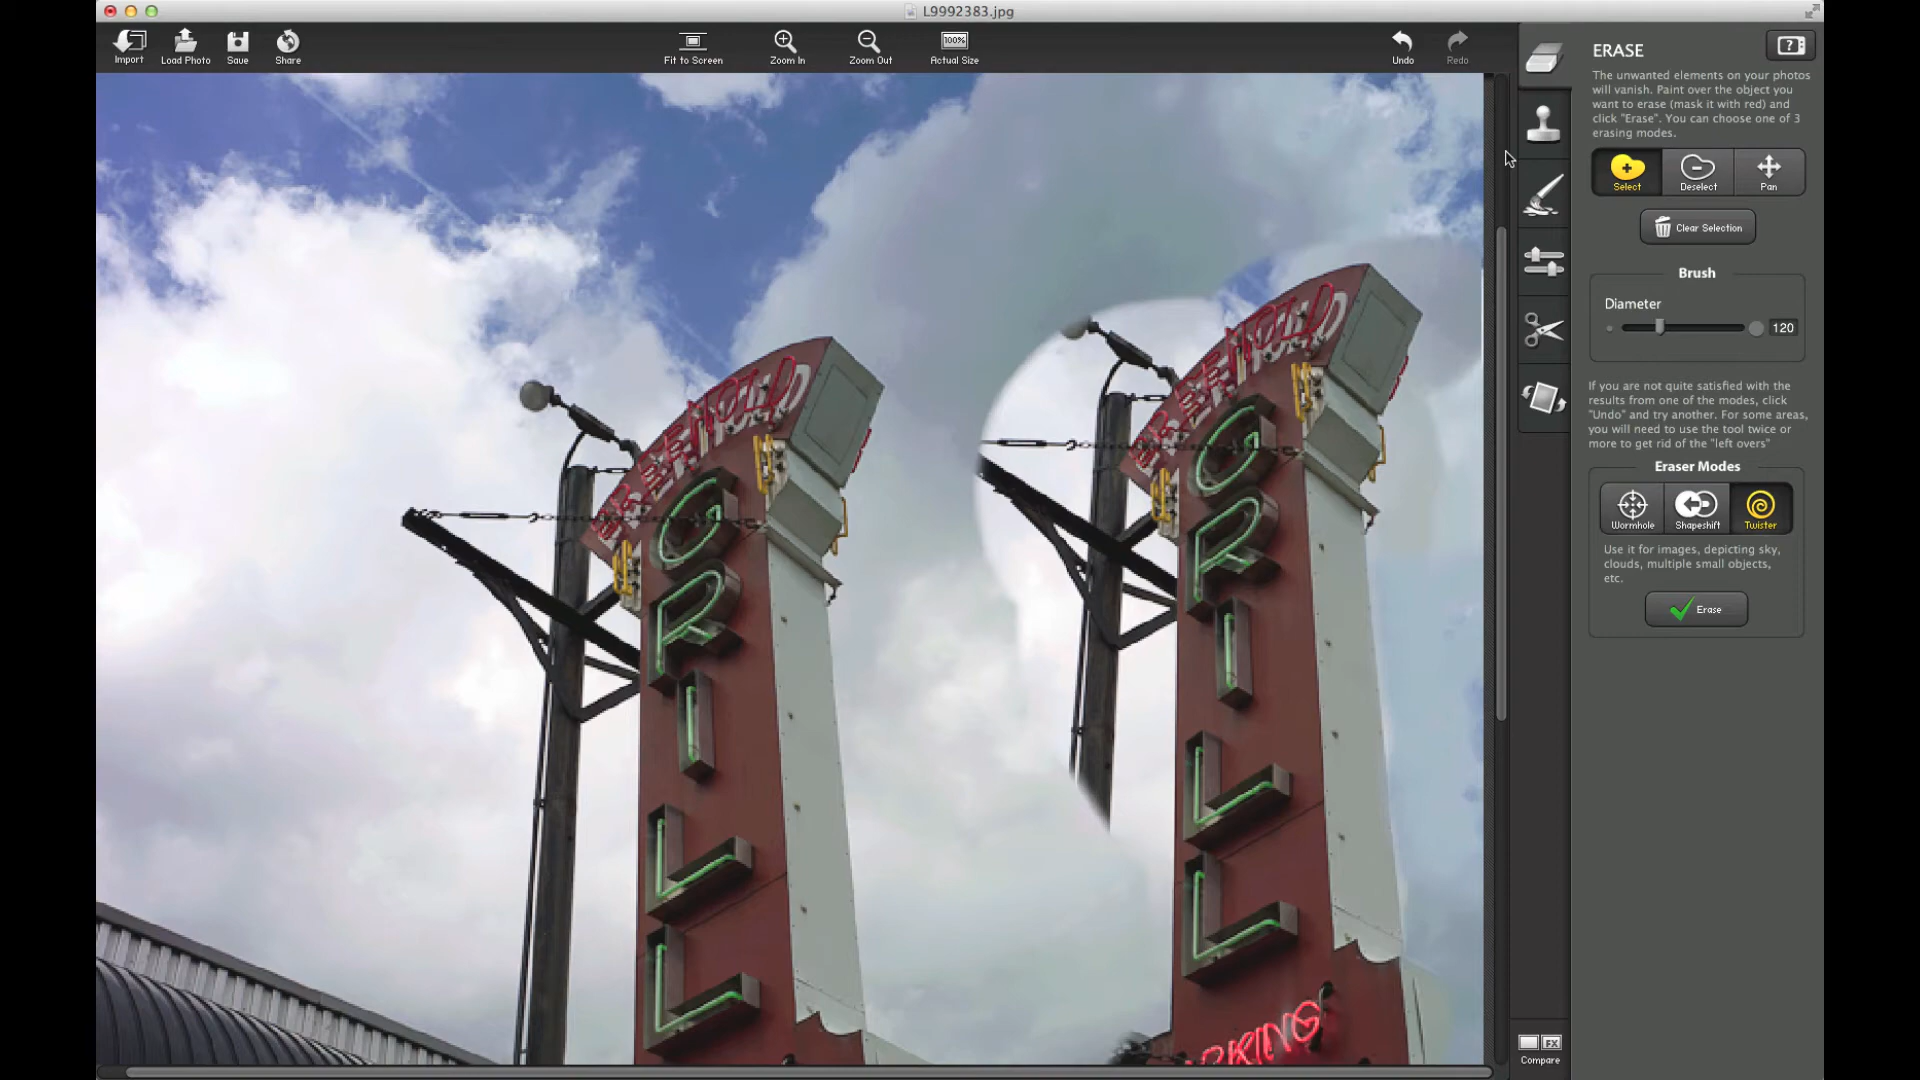 L9992383.jpg
Import
Load Photo
Save
Share
Fit to Screen
Zoom In
Zoom Out
100%
Actual Size
Undo
Redo
?
ERASE
The unwanted elements on your photos
will vanish. Paint over the object you
want to erase (mask it with red) and
click "Erase". You can choose one of 3
erasing modes.
Select
Deselect
Pan
Clear Selection
Brush
Diameter
120
If you are not quite satisfied with the
results from one of the modes, click
"Undo" and try another. For some areas,
you will need to use the tool twice or
more to get rid of the "left overs"
Eraser Modes
Wormhole
Shapeshift
Twister
Use it for images, depicting sky,
clouds, multiple small objects,
etc.
Erase
FX
Compare
GRILL
GRILL